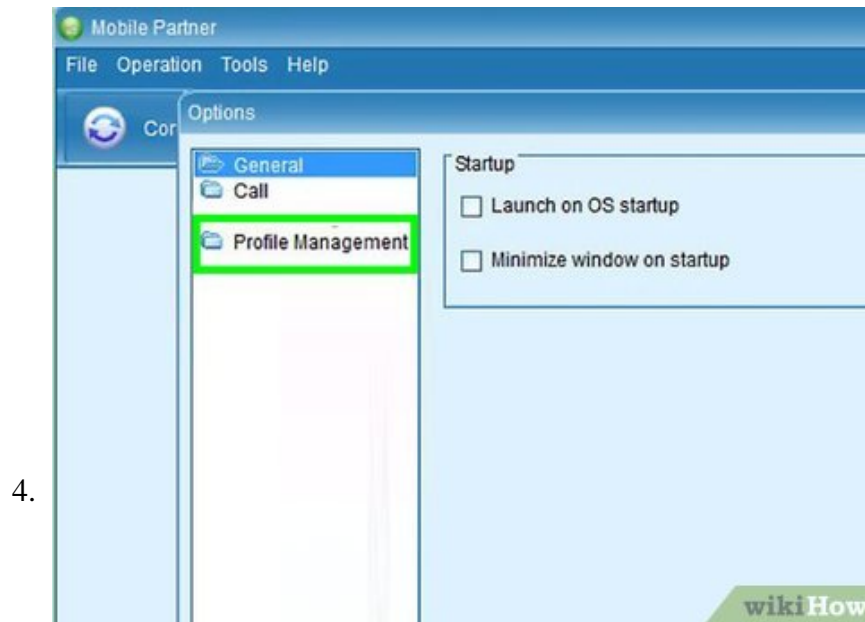 Mobile Partner
File Operation Tools Help
Options
Cor
General
Call
Profile Management
Startup
Launch on OS startup
Minimize window on startup
4.
wikiHow